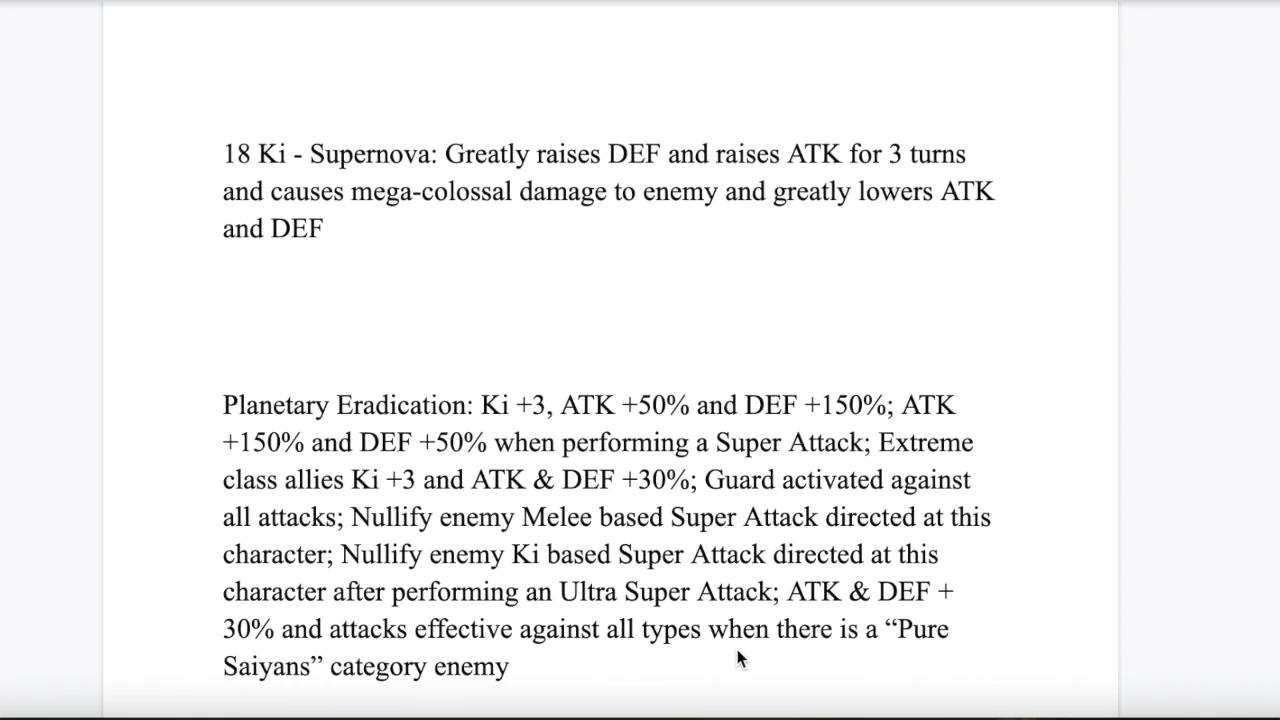 18 Ki - Supernova: Greatly raises DEF and raises ATK for 3 turns
and causes mega-colossal damage to enemy and greatly lowers ATK
and DEF
Planetary Eradication: Ki +3, ATK +50% and DEF +150%; ATK
+150% and DEF +50% when performing a Super Attack; Extreme
class allies Ki +3 and ATK & DEF +30%; Guard activated against
all attacks; Nullify enemy Melee based Super Attack directed at this
character; Nullify enemy Ki based Super Attack directed at this
character after performing an Ultra Super Attack; ATK & DEF +
30% and attacks effective against all types when there is a “Pure
Saiyans” category enemy